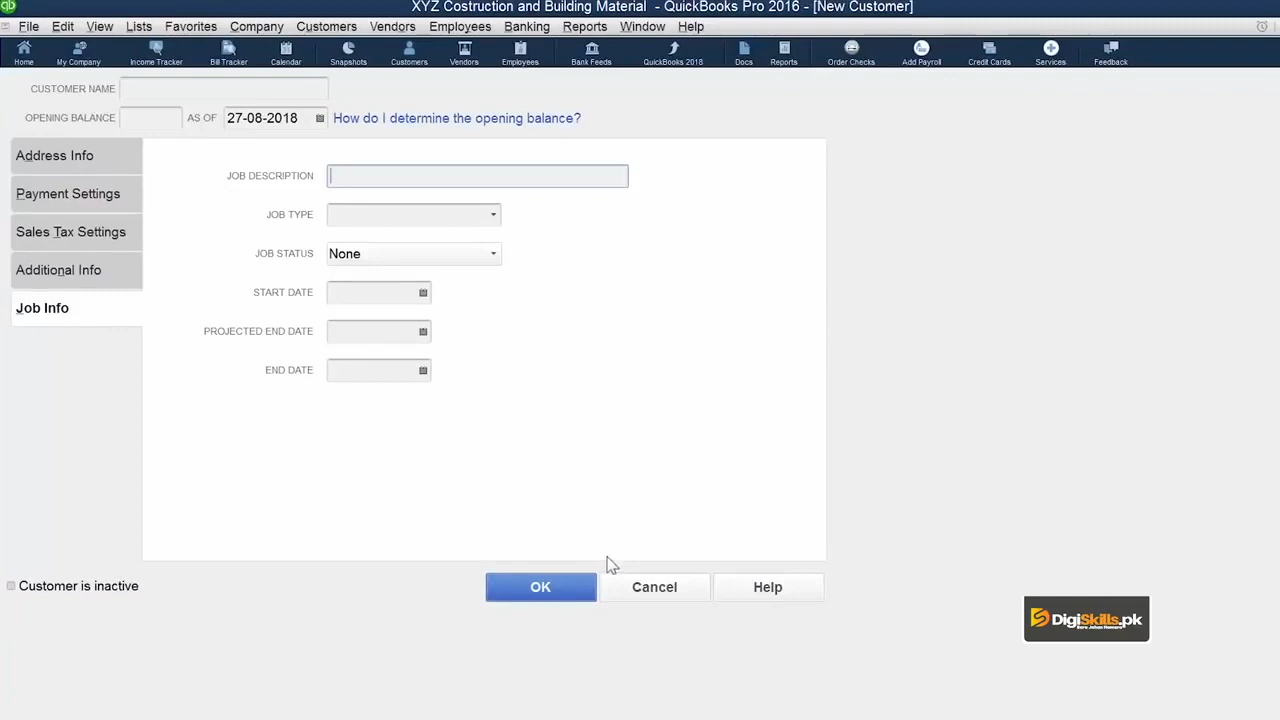 XYZ Costruction and Building Material - QuickBooks Pro 2016 - [New Customer]
File Edit View Lists Favorites Company Customers Vendors Employees Banking Reports Window Help
Home My Company Income Tracker Bill Tracker Calendar Snapshots Customers Vendors Employees Bank Feeds QuickBooks 2018 Docs Reports Order Checks Add Payroll Credit Cards Services Feedback
CUSTOMER NAME
OPENING BALANCE AS OF 27-08-2018 How do I determine the opening balance?
Address Info
Payment Settings
Sales Tax Settings
Additional Info
Job Info
JOB DESCRIPTION
JOB TYPE
JOB STATUS None
START DATE
PROJECTED END DATE
END DATE
Customer is inactive
OK Cancel Help
DigiSkills.pk